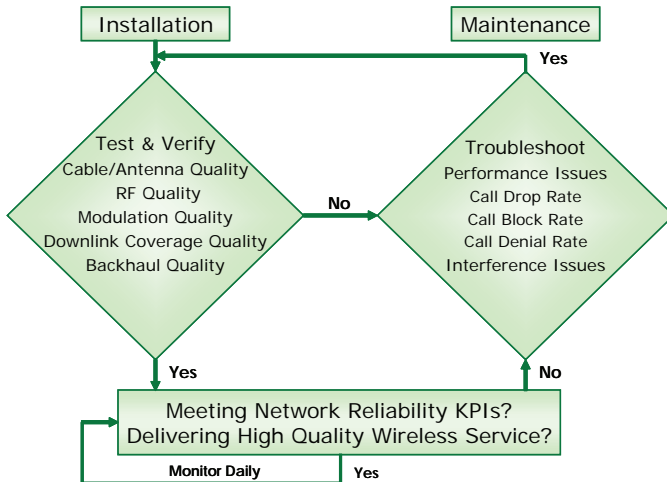 Installation
Maintenance
Yes
Test & Verify
Cable/Antenna Quality
RF Quality
Modulation Quality
Downlink Coverage Quality
Backhaul Quality
No
Troubleshoot
Performance Issues
Call Drop Rate
Call Block Rate
Call Denial Rate
Interference Issues
Yes
No
Meeting Network Reliability KPIs?
Delivering High Quality Wireless Service?
Monitor Daily
Yes